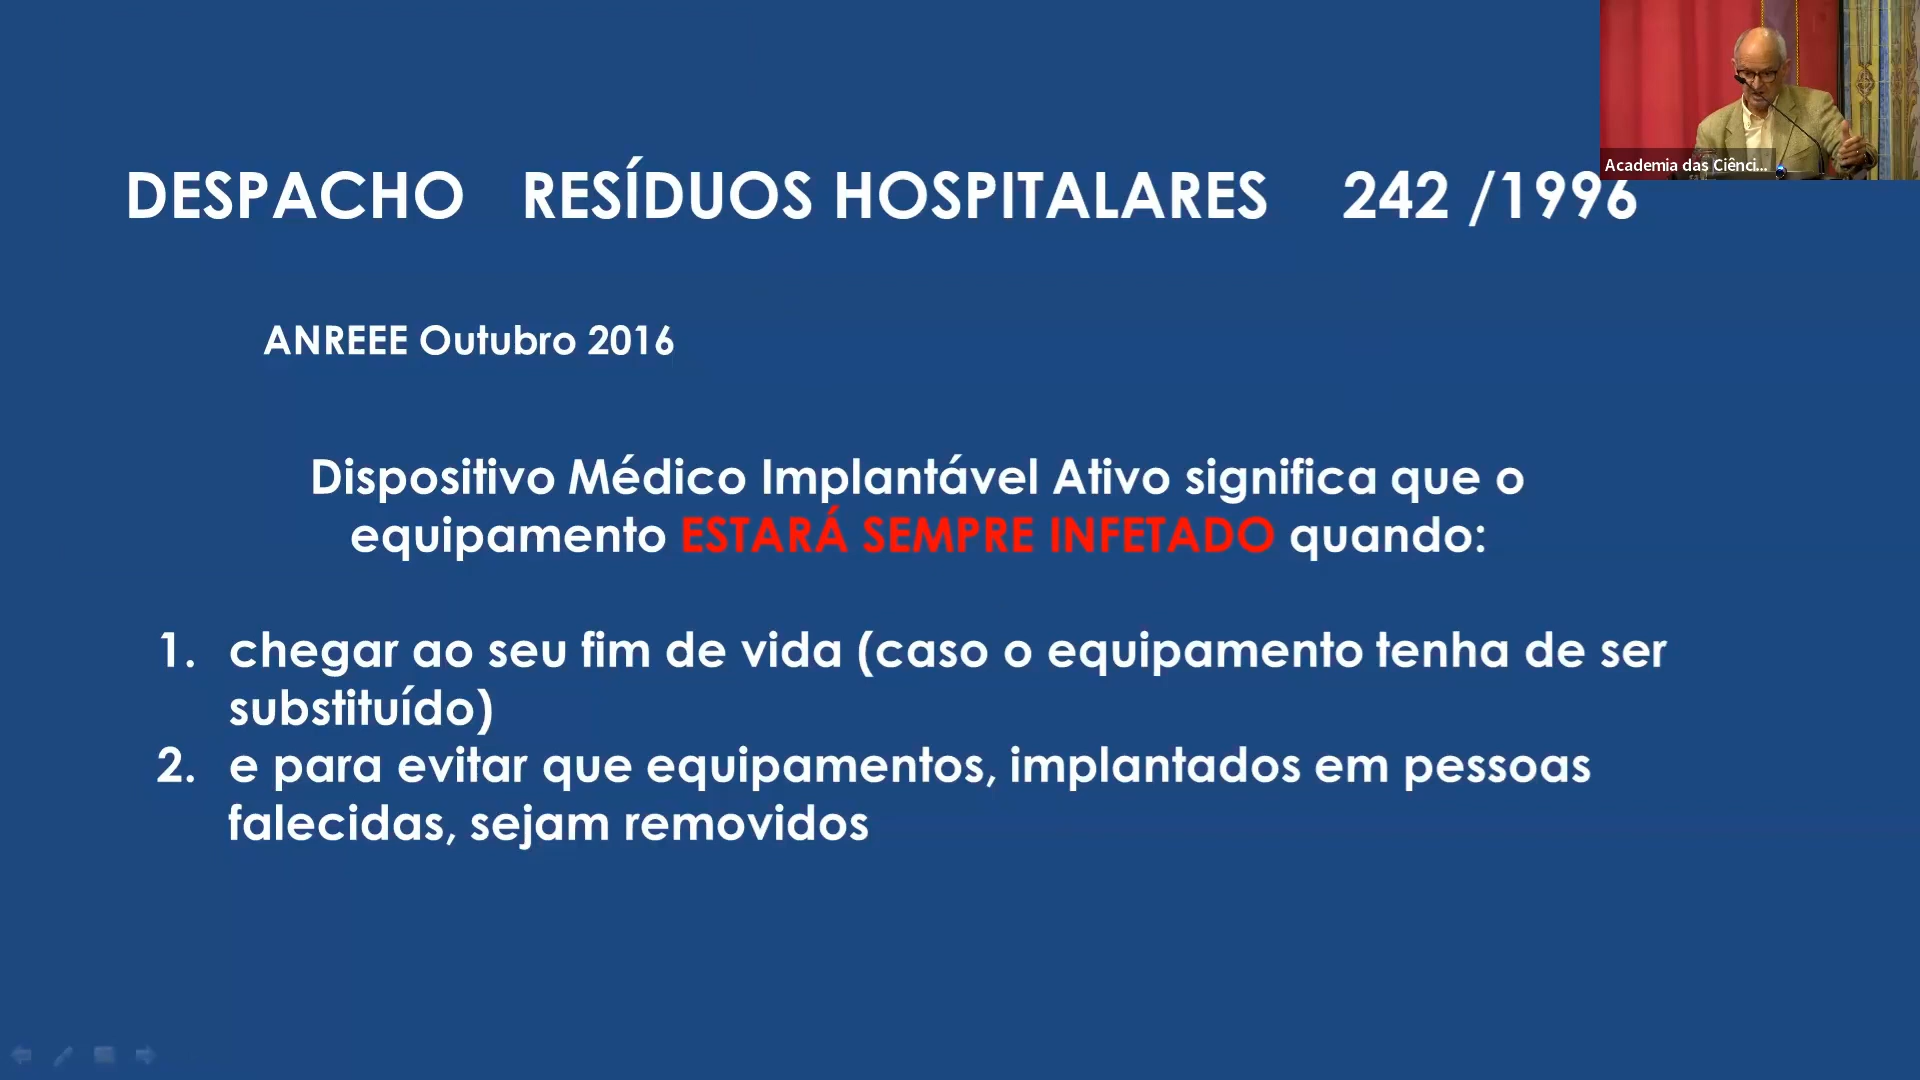 DESPACHO RESÍDUOS HOSPITALARES 242 /1996
Academia das Ciênci...
ANREEE Outubro 2016
Dispositivo Médico Implantável Ativo significa que o
equipamento ESTARÁ SEMPRE INFETADO quando:
1. chegar ao seu fim de vida (caso o equipamento tenha de ser
substituído)
2. e para evitar que equipamentos, implantados em pessoas
falecidas, sejam removidos